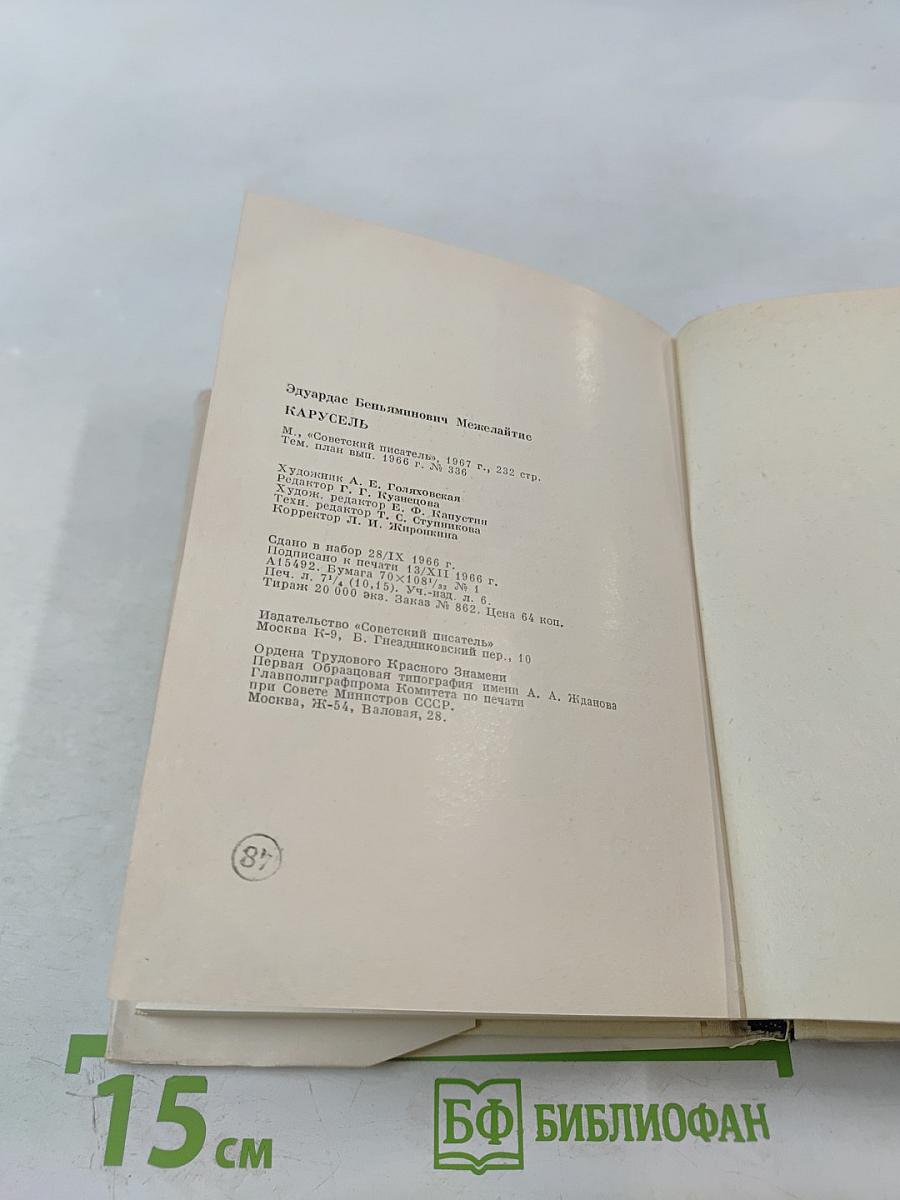 Эдуардас Беньяминович Межелайтис
КАРУСЕЛЬ
М., «Советский писатель», 1967 г., 232 стр.
Тем. план вып. 1966 г. № 336
Художник А. Е. Голяховская
Редактор Г. Г. Кузнецова
Худож. редактор Е. Ф. Капустин
Техн. редактор Т. С. Ступникова
Корректор Л. И. Жиронкина
Сдано в набор 28/IX 1966 г.
Подписано к печати 13/XII 1966 г.
А15492. Бумага 70×108¹/₃₂ № 1
Печ. л. 7¹/₄ (10,15). Уч.-изд. л. 6.
Тираж 20 000 экз. Заказ № 862. Цена 64 коп.
Издательство «Советский писатель»
Москва К-9, Б. Гнездниковский пер., 10
Ордена Трудового Красного Знамени
Первая Образцовая типография имени А. А. Жданова
Главполиграфпрома Комитета по печати
при Совете Министров СССР.
Москва, Ж-54, Валовая, 28.
84
15 см
БФ БИБЛИОФАН